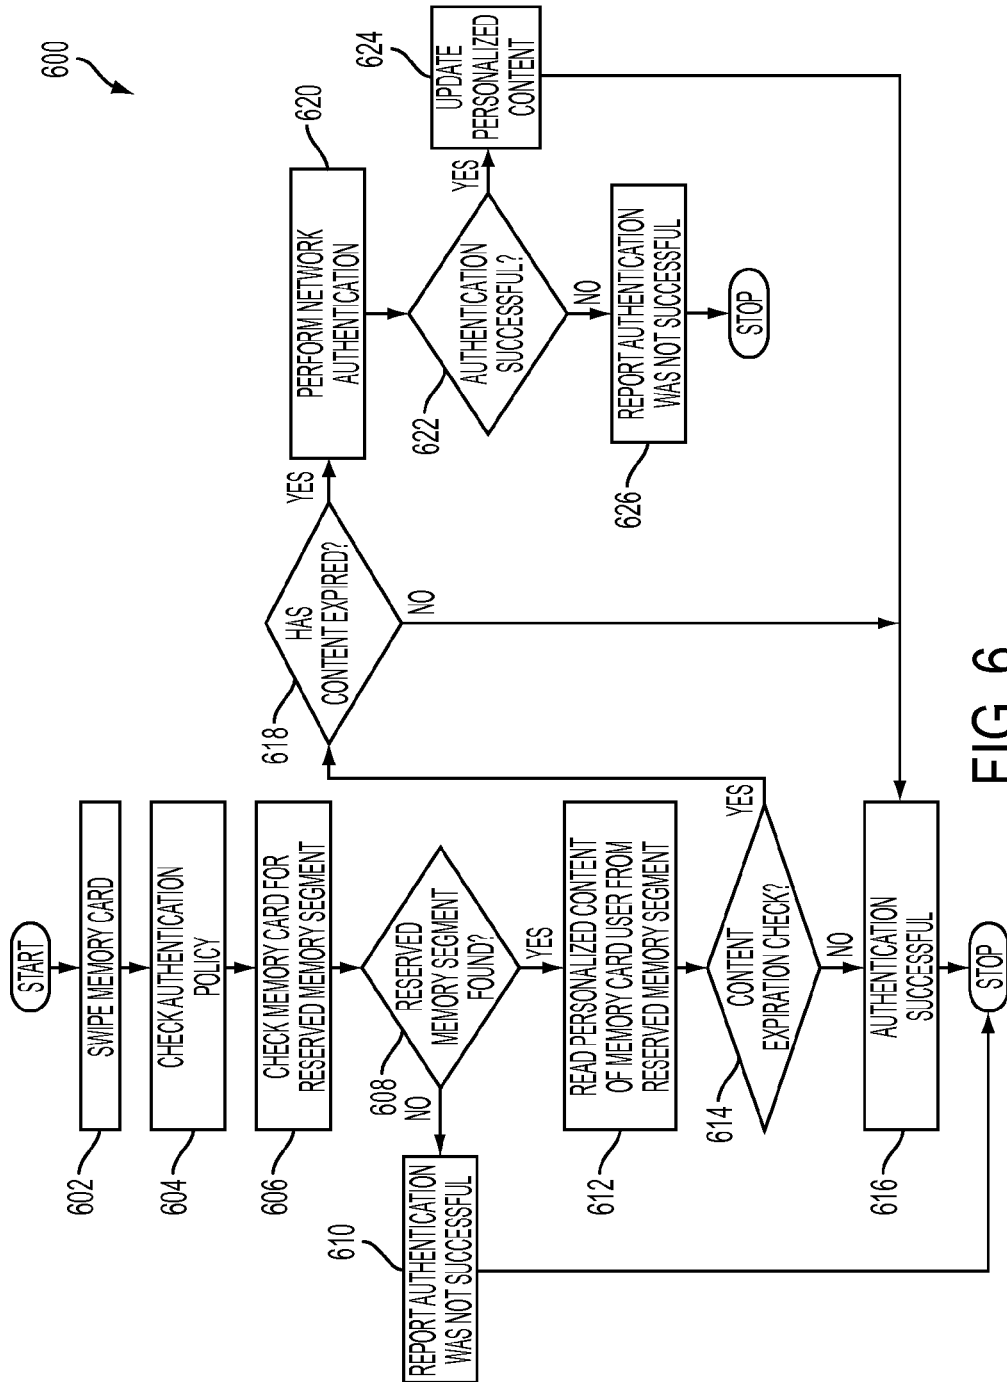 600
START
SWIPE MEMORY CARD
602
CHECK AUTHENTICATION
POLICY
604
CHECK MEMORY CARD FOR
RESERVED MEMORY SEGMENT
606
RESERVED
MEMORY SEGMENT
FOUND?
608
NO
REPORT AUTHENTICATION
WAS NOT SUCCESSFUL
610
YES
READ PERSONALIZED CONTENT
OF MEMORY CARD USER FROM
RESERVED MEMORY SEGMENT
612
CONTENT
EXPIRATION CHECK?
614
YES
NO
AUTHENTICATION
SUCCESSFUL
616
STOP
HAS
CONTENT EXPIRED?
618
YES
NO
PERFORM NETWORK
AUTHENTICATION
620
AUTHENTICATION
SUCCESSFUL?
622
YES
UPDATE
PERSONALIZED
CONTENT
624
NO
REPORT AUTHENTICATION
WAS NOT SUCCESSFUL
626
STOP
FIG. 6